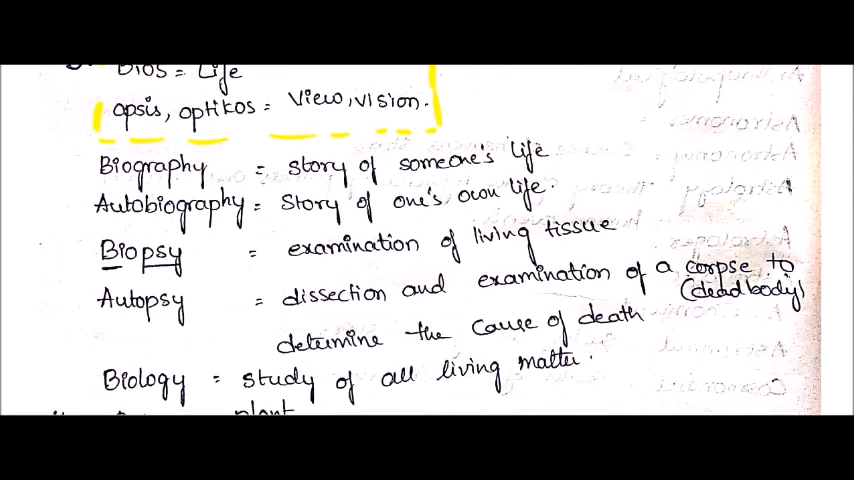 Bios = Life
opsis, optikos = View, vision.
Biography = story of someone's life
Autobiography = Story of one's own life.
Biopsy = examination of living tissue
Autopsy = dissection and examination of a corpse to
(dead body)
determine the cause of death
Biology = study of all living matter.
plant